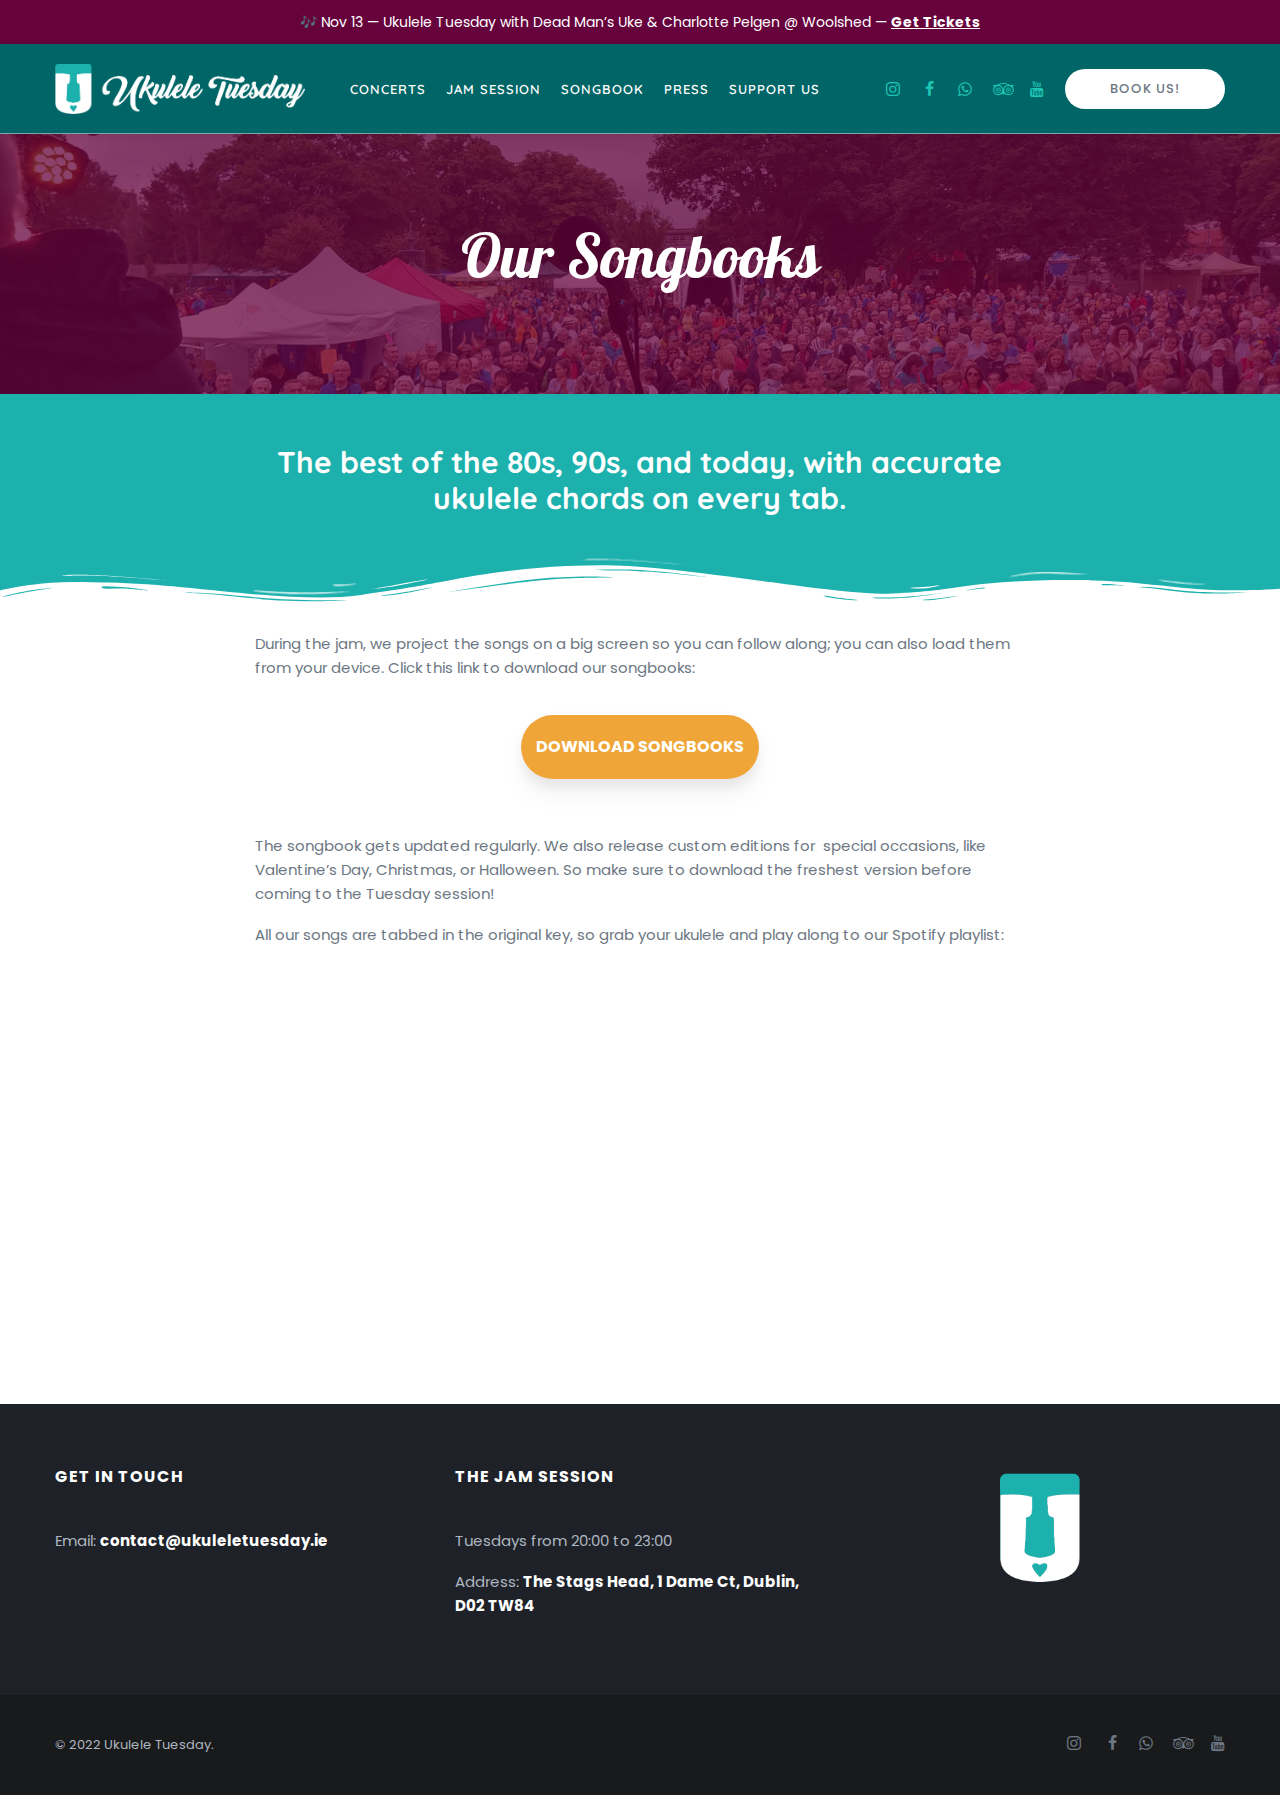 🎶 Nov 13 — Ukulele Tuesday with Dead Man’s Uke & Charlotte Pelgen @ Woolshed — Get Tickets
Ukulele Tuesday
CONCERTS JAM SESSION SONGBOOK PRESS SUPPORT US
BOOK US!
Our Songbooks
The best of the 80s, 90s, and today, with accurate
ukulele chords on every tab.
During the jam, we project the songs on a big screen so you can follow along; you can also load them
from your device. Click this link to download our songbooks:
DOWNLOAD SONGBOOKS
The songbook gets updated regularly. We also release custom editions for  special occasions, like
Valentine’s Day, Christmas, or Halloween. So make sure to download the freshest version before
coming to the Tuesday session!
All our songs are tabbed in the original key, so grab your ukulele and play along to our Spotify playlist:
GET IN TOUCH
Email: contact@ukuleletuesday.ie
THE JAM SESSION
Tuesdays from 20:00 to 23:00
Address: The Stags Head, 1 Dame Ct, Dublin,
D02 TW84
© 2022 Ukulele Tuesday.